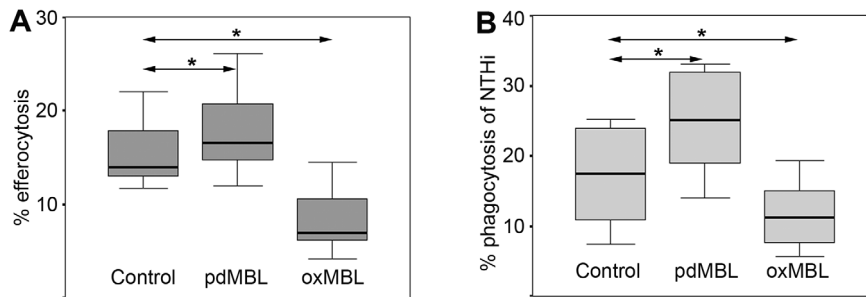 A
30
20
10
% efferocytosis
*
*
Control pdMBL oxMBL
B
40
30
20
10
% phagocytosis of NTHi
*
*
Control pdMBL oxMBL